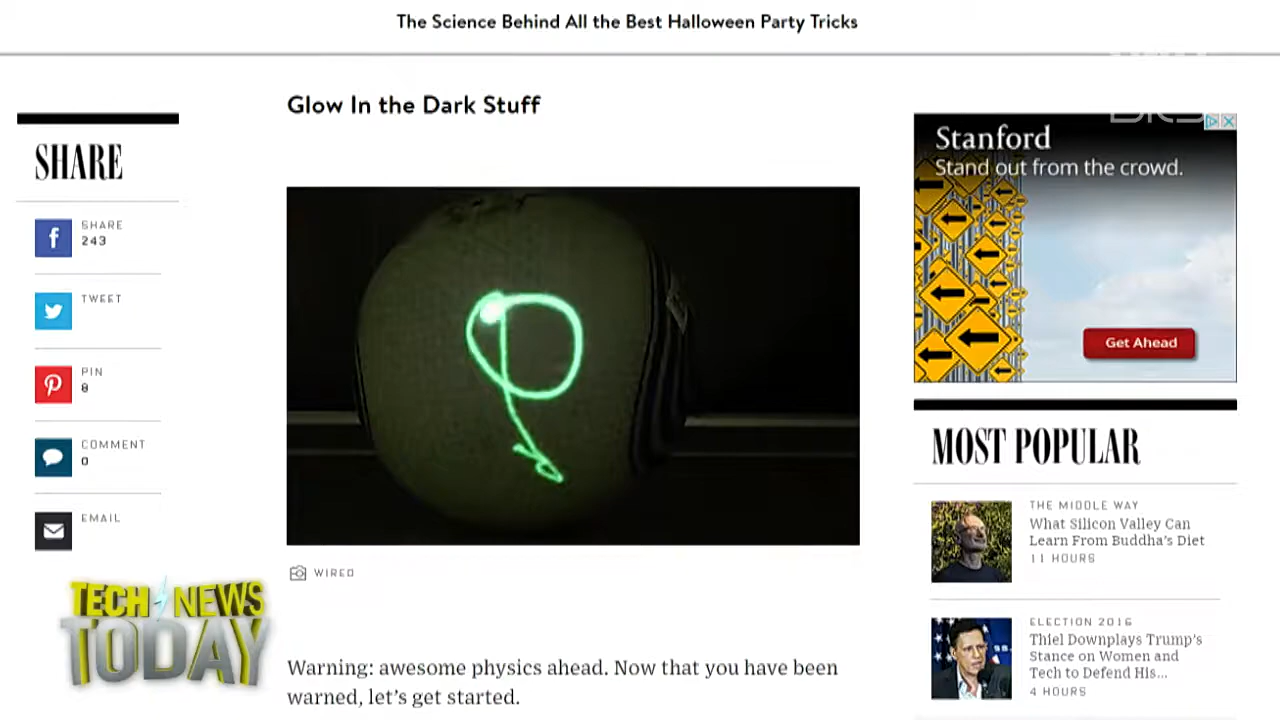 The Science Behind All the Best Halloween Party Tricks
Glow In the Dark Stuff
SHARE
SHARE
243
TWEET
PIN
8
COMMENT
0
EMAIL
WIRED
TECH NEWS
TODAY
Warning: awesome physics ahead. Now that you have been
warned, let's get started.
Stanford
Stand out from the crowd.
Get Ahead
MOST POPULAR
THE MIDDLE WAY
What Silicon Valley Can
Learn From Buddha's Diet
11 HOURS
ELECTION 2016
Thiel Downplays Trump's
Stance on Women and
Tech to Defend His...
4 HOURS